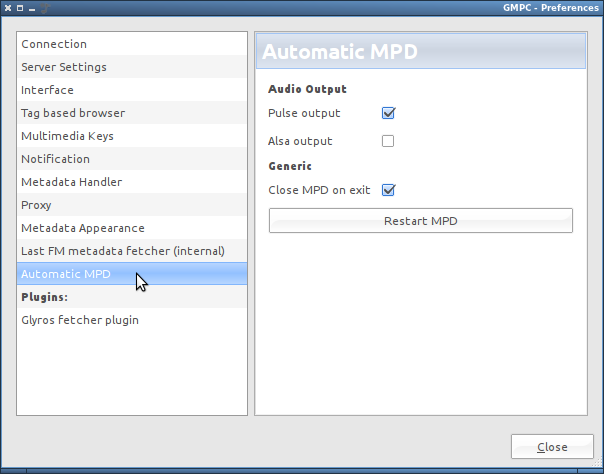 GMPC - Preferences
Connection
Server Settings
Interface
Tag based browser
Multimedia Keys
Notification
Metadata Handler
Proxy
Metadata Appearance
Last FM metadata fetcher (internal)
Automatic MPD
Plugins:
Glyros fetcher plugin
Automatic MPD
Audio Output
Pulse output
Alsa output
Generic
Close MPD on exit
Restart MPD
Close